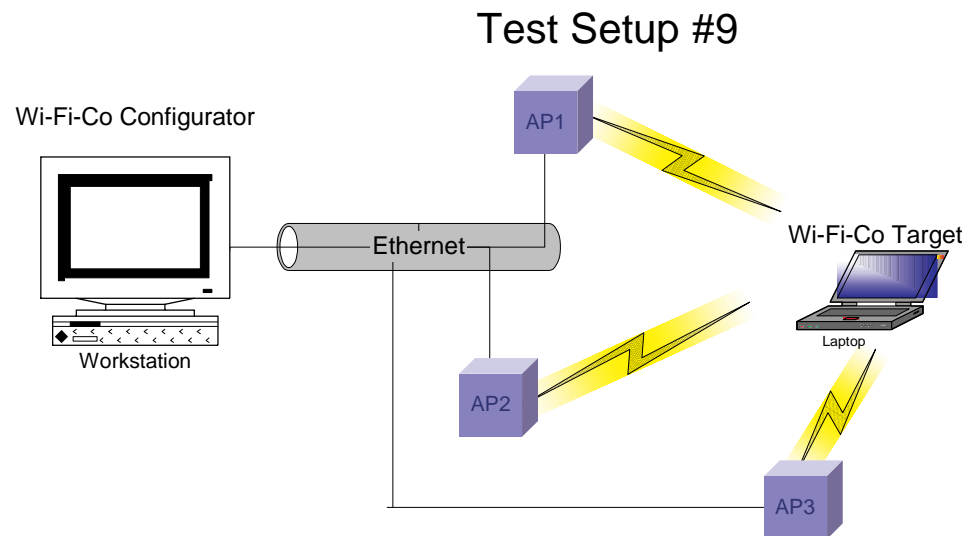 Test Setup #9
Wi-Fi-Co Configurator
AP1
Ethernet
Wi-Fi-Co Target
Workstation
Laptop
AP2
AP3